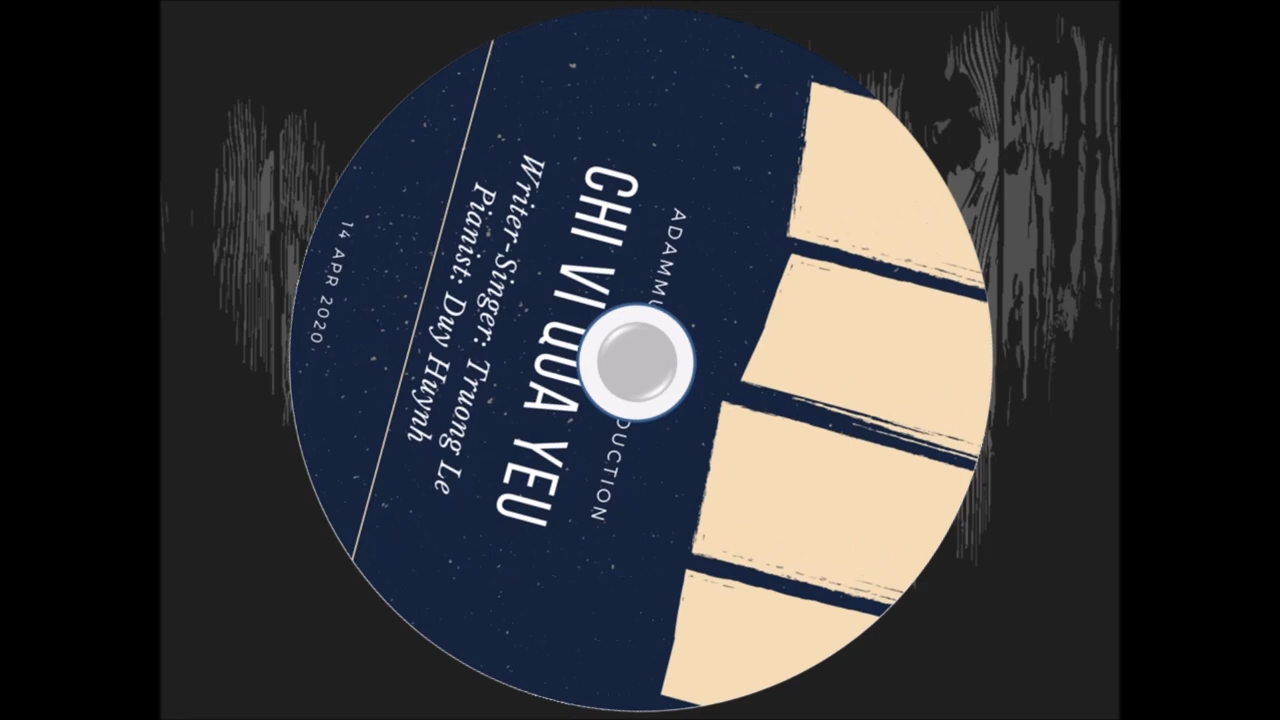 CHI VI QUA YEU
Writer-Singer: Truong Le
Pianist: Duy Huynh
14 APR 2020